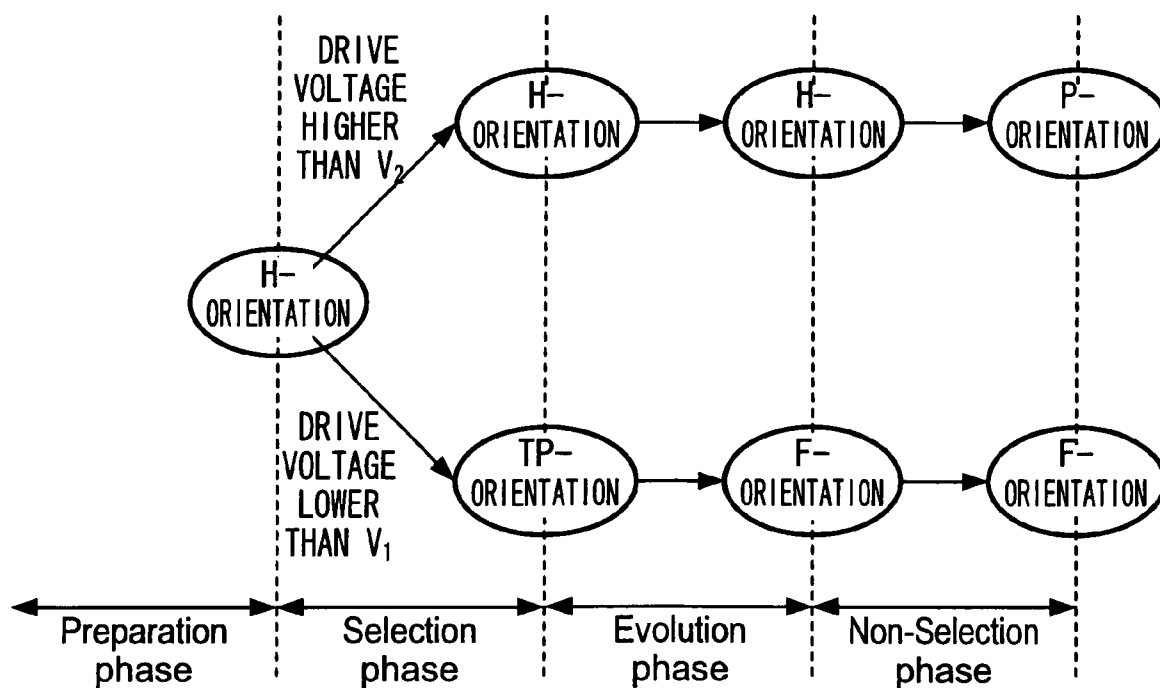 DRIVE
VOLTAGE
HIGHER
THAN V₂
H-
ORIENTATION
H-
ORIENTATION
P-
ORIENTATION
H-
ORIENTATION
DRIVE
VOLTAGE
LOWER
THAN V₁
TP-
ORIENTATION
F-
ORIENTATION
F-
ORIENTATION
Preparation
phase
Selection
phase
Evolution
phase
Non-Selection
phase